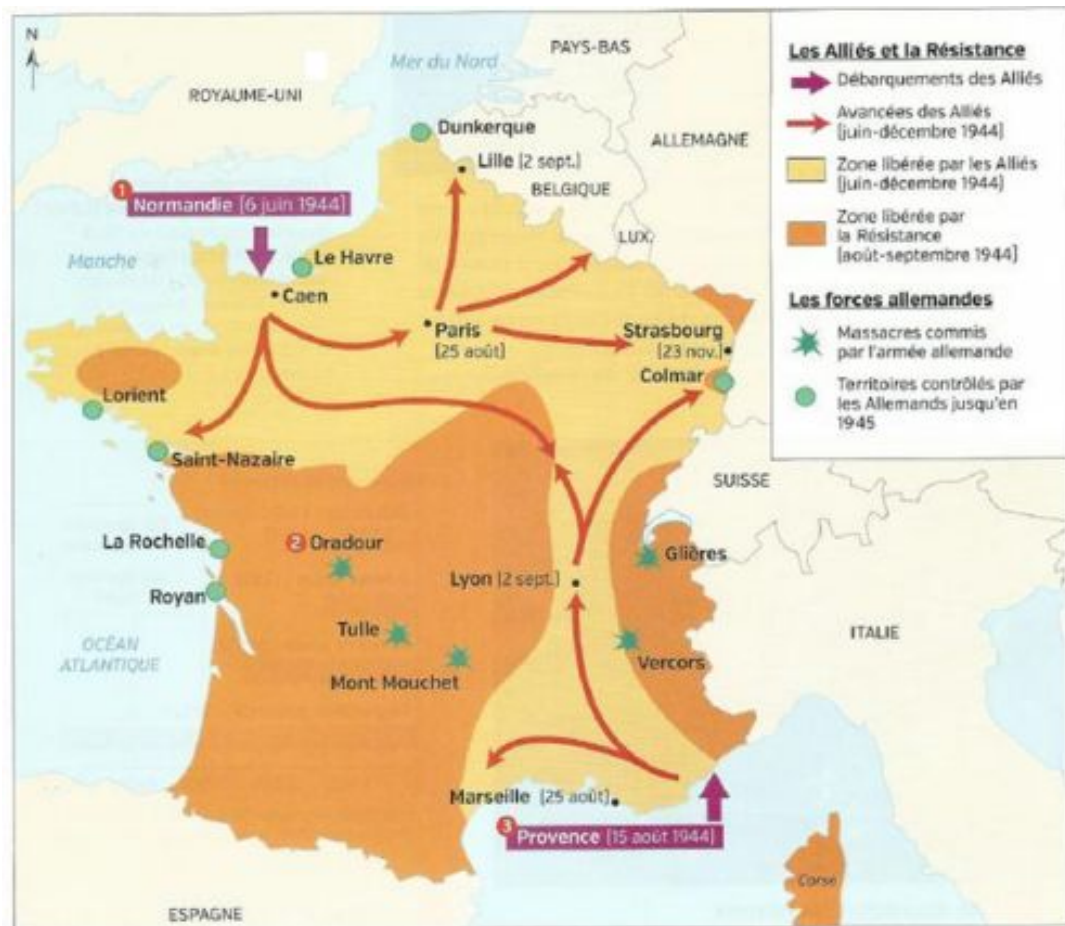 N
Mer du Nord
PAYS-BAS
ROYAUME-UNI
Dunkerque
ALLEMAGNE
Lille [2 sept.]
BELGIQUE
1
Normandie [6 juin 1944]
LUX.
Manche
Le Havre
Caen
Paris
[25 août]
Strasbourg
[23 nov.]
Colmar
Lorient
Saint-Nazaire
SUISSE
La Rochelle
2 Oradour
Glières
Lyon [2 sept.]
Royan
Tulle
ITALIE
OCÉAN
ATLANTIQUE
Vercors
Mont Mouchet
Marseille [25 août]
3
Provence [15 août 1944]
Corse
ESPAGNE
Les Alliés et la Résistance
Débarquements des Alliés
Avancées des Alliés
[juin-décembre 1944]
Zone libérée par les Alliés
[juin-décembre 1944]
Zone libérée par
la Résistance
[août-septembre 1944]
Les forces allemandes
Massacres commis
par l'armée allemande
Territoires contrôlés par
les Allemands jusqu'en
1945